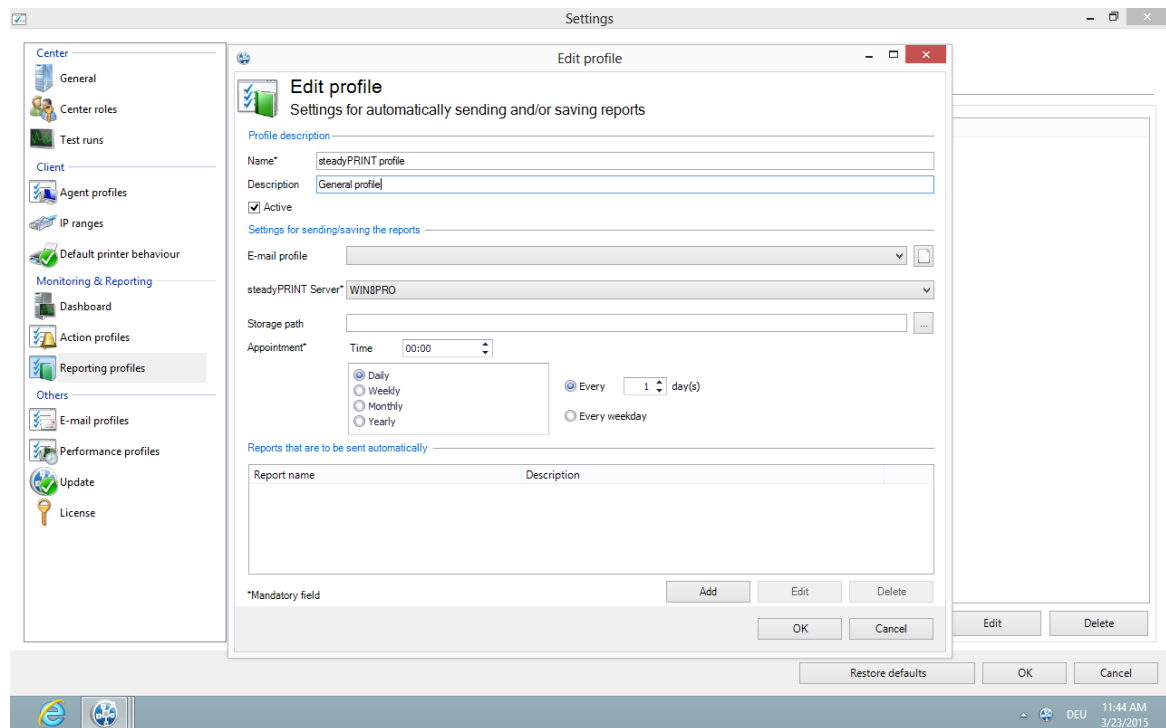 Settings
Center
General
Center roles
Test runs
Client
Agent profiles
IP ranges
Default printer behaviour
Monitoring & Reporting
Dashboard
Action profiles
Reporting profiles
Others
E-mail profiles
Performance profiles
Update
License
Edit profile
Edit profile
Settings for automatically sending and/or saving reports
Profile description
Name* steadyPRINT profile
Description General profile
Active
Settings for sending/saving the reports
E-mail profile
steadyPRINT Server* WIN8PRO
Storage path ...
Appointment* Time 00:00
Daily
Weekly
Monthly
Yearly
Every 1 day(s)
Every weekday
Reports that are to be sent automatically
Report name Description
*Mandatory field
Add Edit Delete
OK Cancel
Edit Delete
Restore defaults OK Cancel
DEU 11:44 AM
3/23/2015